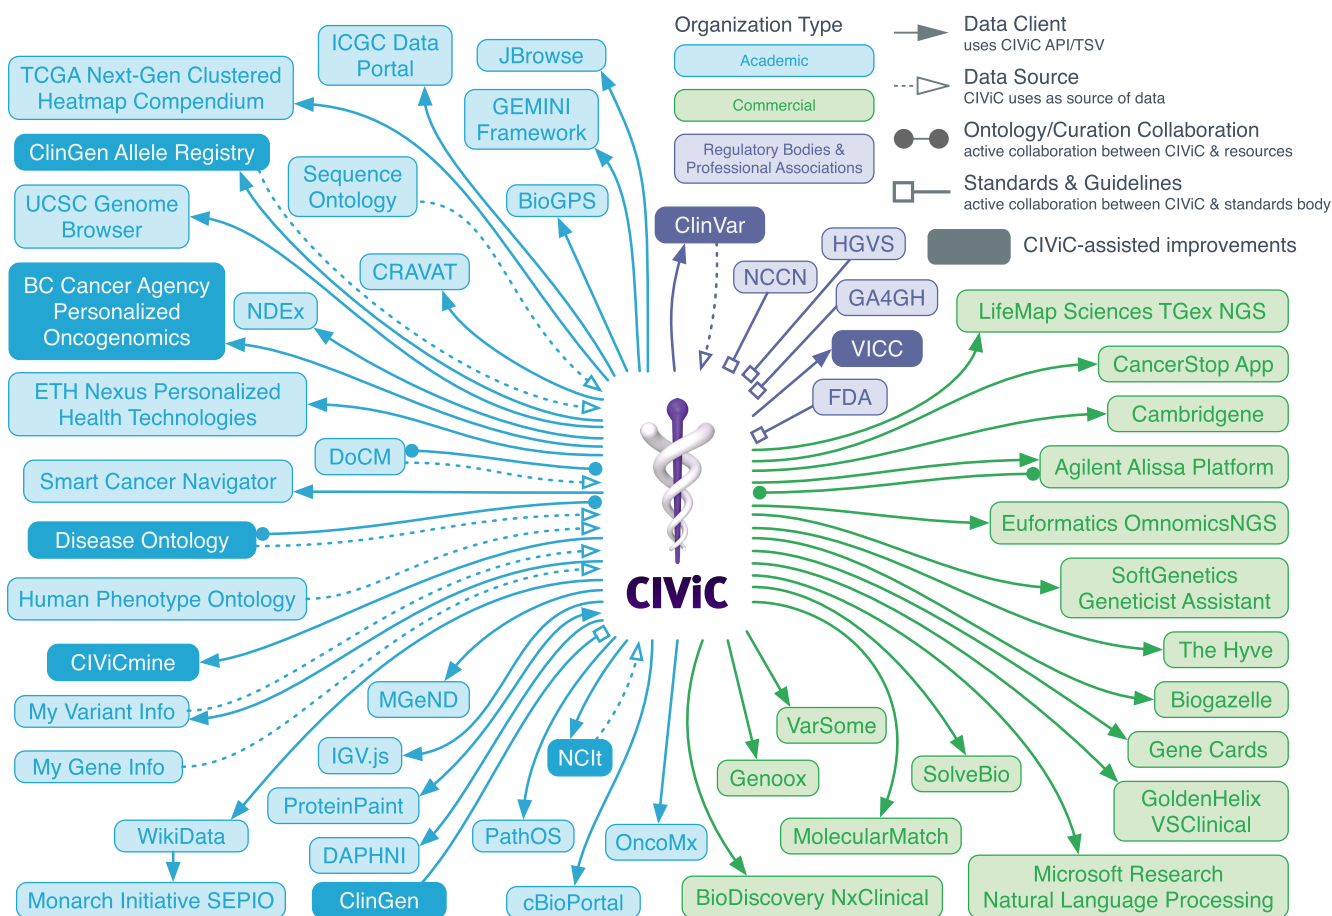 Organization Type
Academic
Commercial
Regulatory Bodies &
Professional Associations
Data Client
uses CIViC API/TSV
Data Source
CIViC uses as source of data
Ontology/Curation Collaboration
active collaboration between CIViC & resources
Standards & Guidelines
active collaboration between CIViC & standards body
CIViC-assisted improvements
ICGC Data
Portal
JBrowse
TCGA Next-Gen Clustered
Heatmap Compendium
GEMINI
Framework
ClinGen Allele Registry
Sequence
Ontology
BioGPS
UCSC Genome
Browser
CRAVAT
BC Cancer Agency
Personalized
Oncogenomics
NDEx
ETH Nexus Personalized
Health Technologies
DoCM
Smart Cancer Navigator
Disease Ontology
Human Phenotype Ontology
CIViCmine
My Variant Info
My Gene Info
MGeND
IGV.js
ProteinPaint
WikiData
DAPHNI
Monarch Initiative SEPIO
ClinGen
NCIt
PathOS
cBioPortal
OncoMx
CIViC
ClinVar
NCCN
HGVS
GA4GH
VICC
FDA
LifeMap Sciences TGex NGS
CancerStop App
Cambridgene
Agilent Alissa Platform
Euformatics OmnomicsNGS
SoftGenetics
Geneticist Assistant
The Hyve
Biogazelle
Gene Cards
GoldenHelix
VSClinical
Microsoft Research
Natural Language Processing
VarSome
Genoox
SolveBio
MolecularMatch
BioDiscovery NxClinical